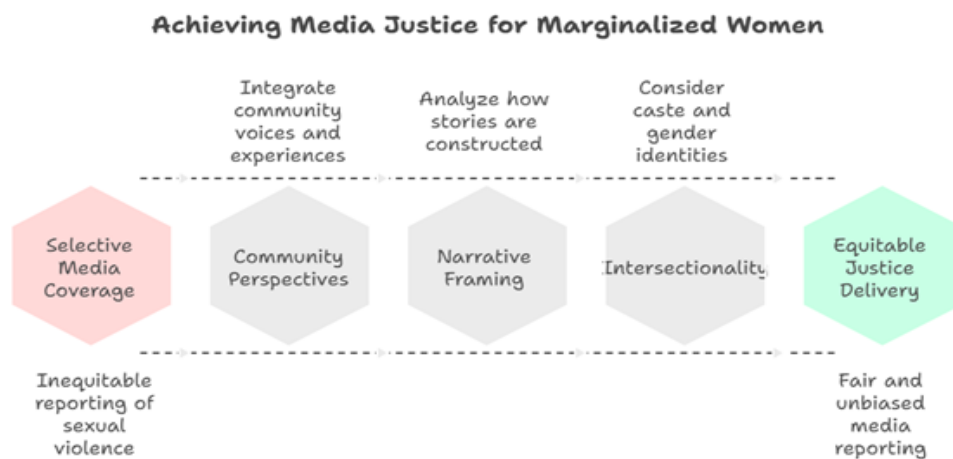 Achieving Media Justice for Marginalized Women
Integrate
community
voices and
experiences
Analyze how
stories are
constructed
Consider
caste and
gender
identities
Selective
Media
Coverage
Community
Perspectives
Narrative
Framing
Intersectionality
Equitable
Justice
Delivery
Inequitable
reporting of
sexual
violence
Fair and
unbiased
media
reporting